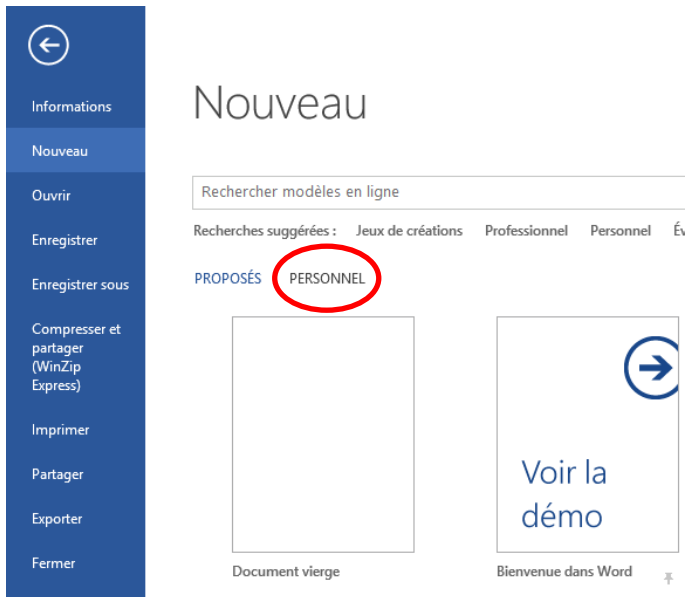 Informations
Nouveau
Ouvrir
Enregistrer
Enregistrer sous
Compresser et
partager
(WinZip
Express)
Imprimer
Partager
Exporter
Fermer
Nouveau
Rechercher modèles en ligne
Recherches suggérées : Jeux de créations Professionnel Personnel Év
PROPOSÉS PERSONNEL
Voir la
démo
Document vierge Bienvenue dans Word